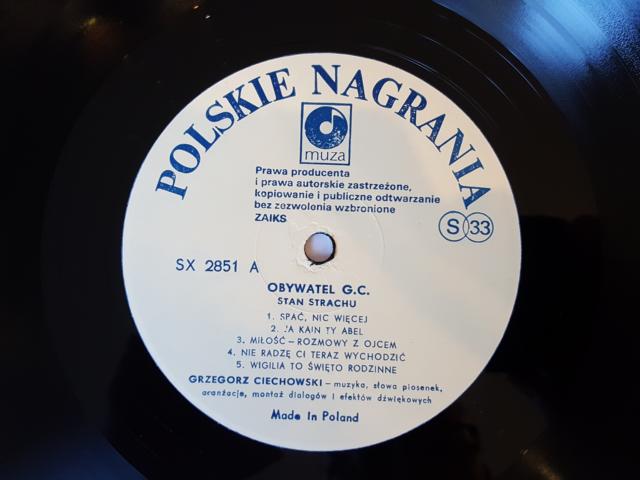 POLSKIE NAGRANIA
muza
Prawa producenta
i prawa autorskie zastrzeżone,
kopiowanie i publiczne odtwarzanie
bez zezwolenia wzbronione
ZAIKS
S 33
SX 2851 A
OBYWATEL G.C.
STAN STRACHU
1. SPAĆ, NIC WIĘCEJ
2. JA KAIN TY ABEL
3. MIŁOŚĆ – ROZMOWY Z OJCEM
4. NIE RADZĘ CI TERAZ WYCHODZIĆ
5. WIGILIA TO ŚWIĘTO RODZINNE
GRZEGORZ CIECHOWSKI – muzyka, słowa piosenek,
aranżacje, montaż dialogów i efektów dźwiękowych
Made in Poland